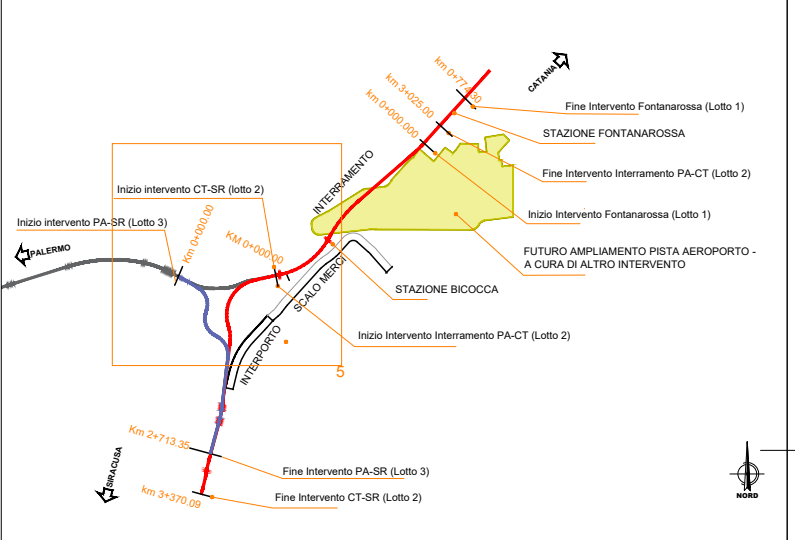 CATANIA
km 0+774.30
km 3+025.00
km 0+000.000
Fine Intervento Fontanarossa (Lotto 1)
STAZIONE FONTANAROSSA
Fine Intervento Interramento PA-CT (Lotto 2)
INTERRAMENTO
Inizio intervento CT-SR (lotto 2)
Inizio Intervento Fontanarossa (Lotto 1)
Inizio intervento PA-SR (Lotto 3)
Km 0+000.00
KM 0+000.00
PALERMO
FUTURO AMPLIAMENTO PISTA AEROPORTO -
A CURA DI ALTRO INTERVENTO
SCALO MERCI
STAZIONE BICOCCA
INTERPORTO
Inizio Intervento Interramento PA-CT (Lotto 2)
5
Km 2+713.35
SIRACUSA
Fine Intervento PA-SR (Lotto 3)
km 3+370.09
Fine Intervento CT-SR (Lotto 2)
NORD